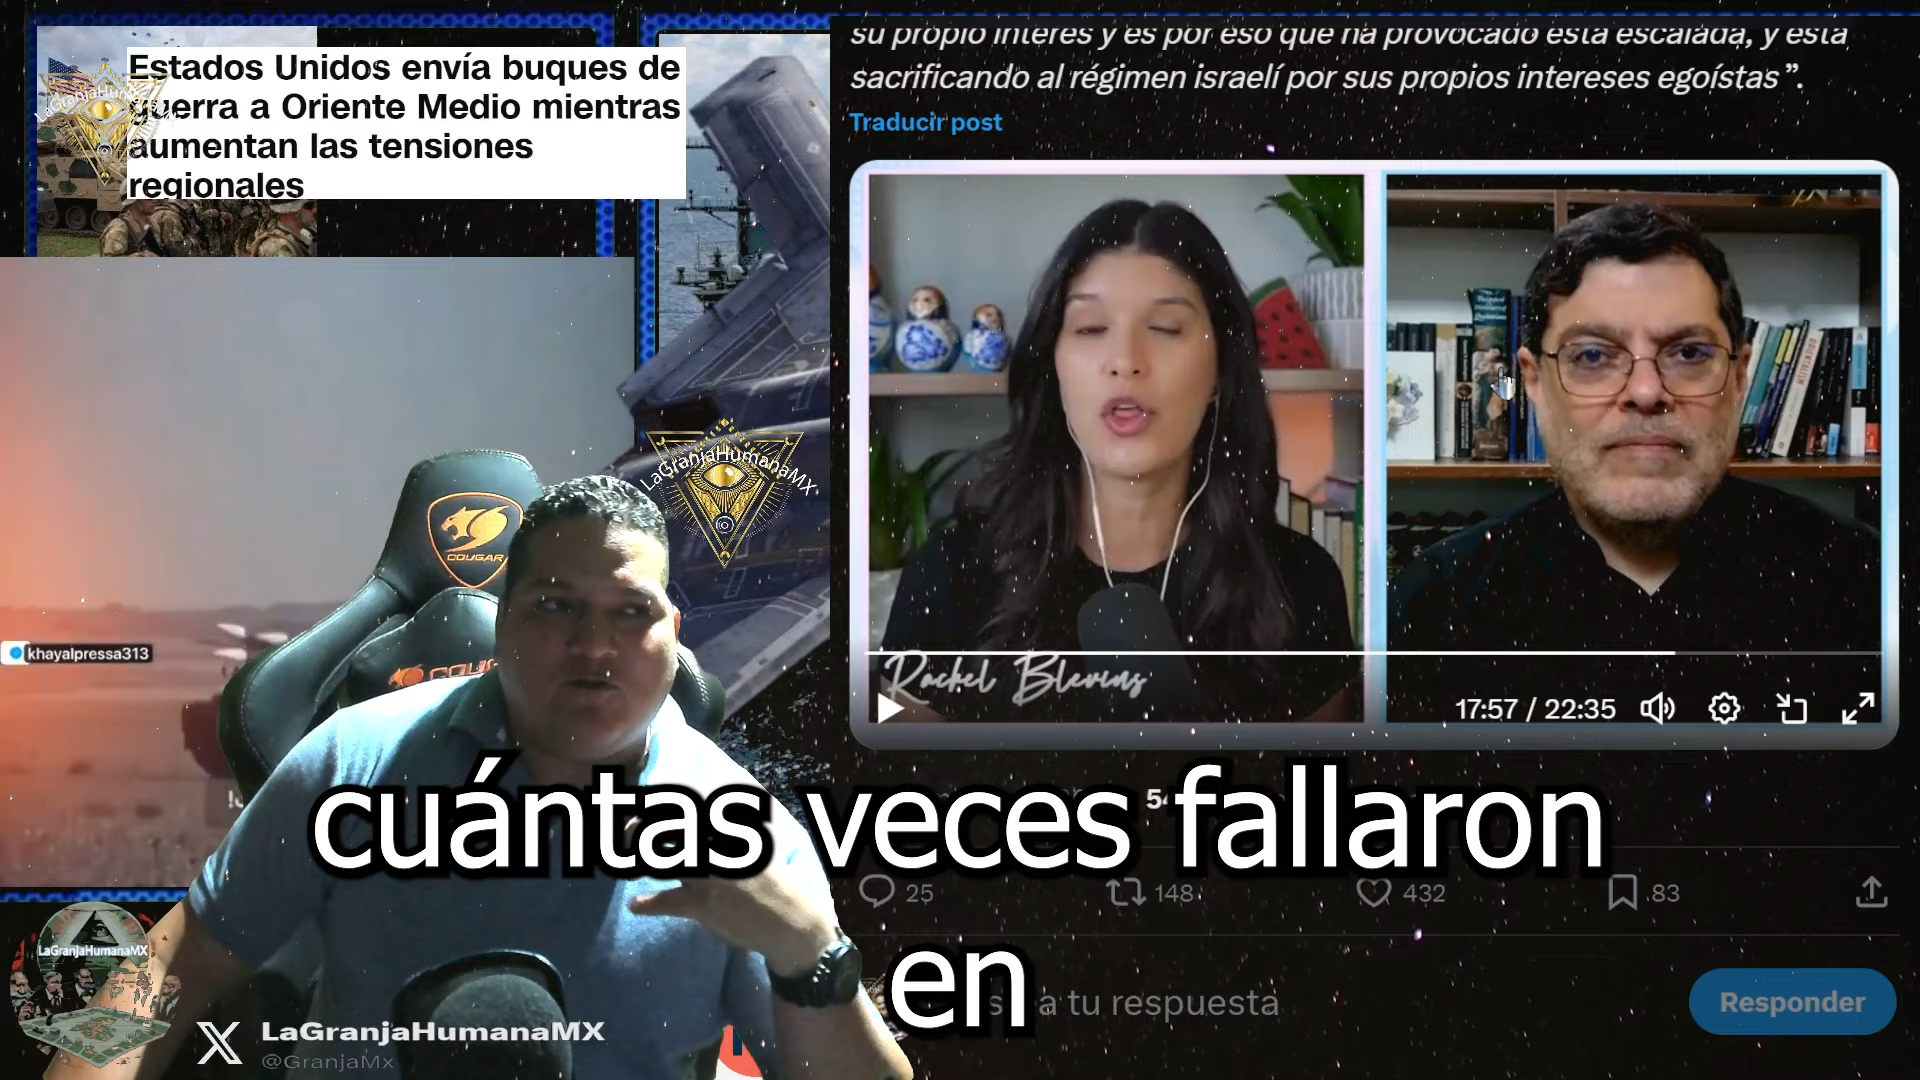 Estados Unidos envía buques de
guerra a Oriente Medio mientras
aumentan las tensiones
regionales
LaGranjaHuma
su propio interés y es por eso que ha provocado esta escalada, y está
sacrificando al régimen israelí por sus propios intereses egoístas”.
Traducir post
COUGAR
LaGranjaHumanaMX
khayalpressa313
Rachel Blevins
17:57 / 22:35
cuántas veces fallaron
en
25
148
432
83
a tu respuesta
Responder
LaGranjaHumanaMX
LaGranjaHumanaMX
@GranjaMx